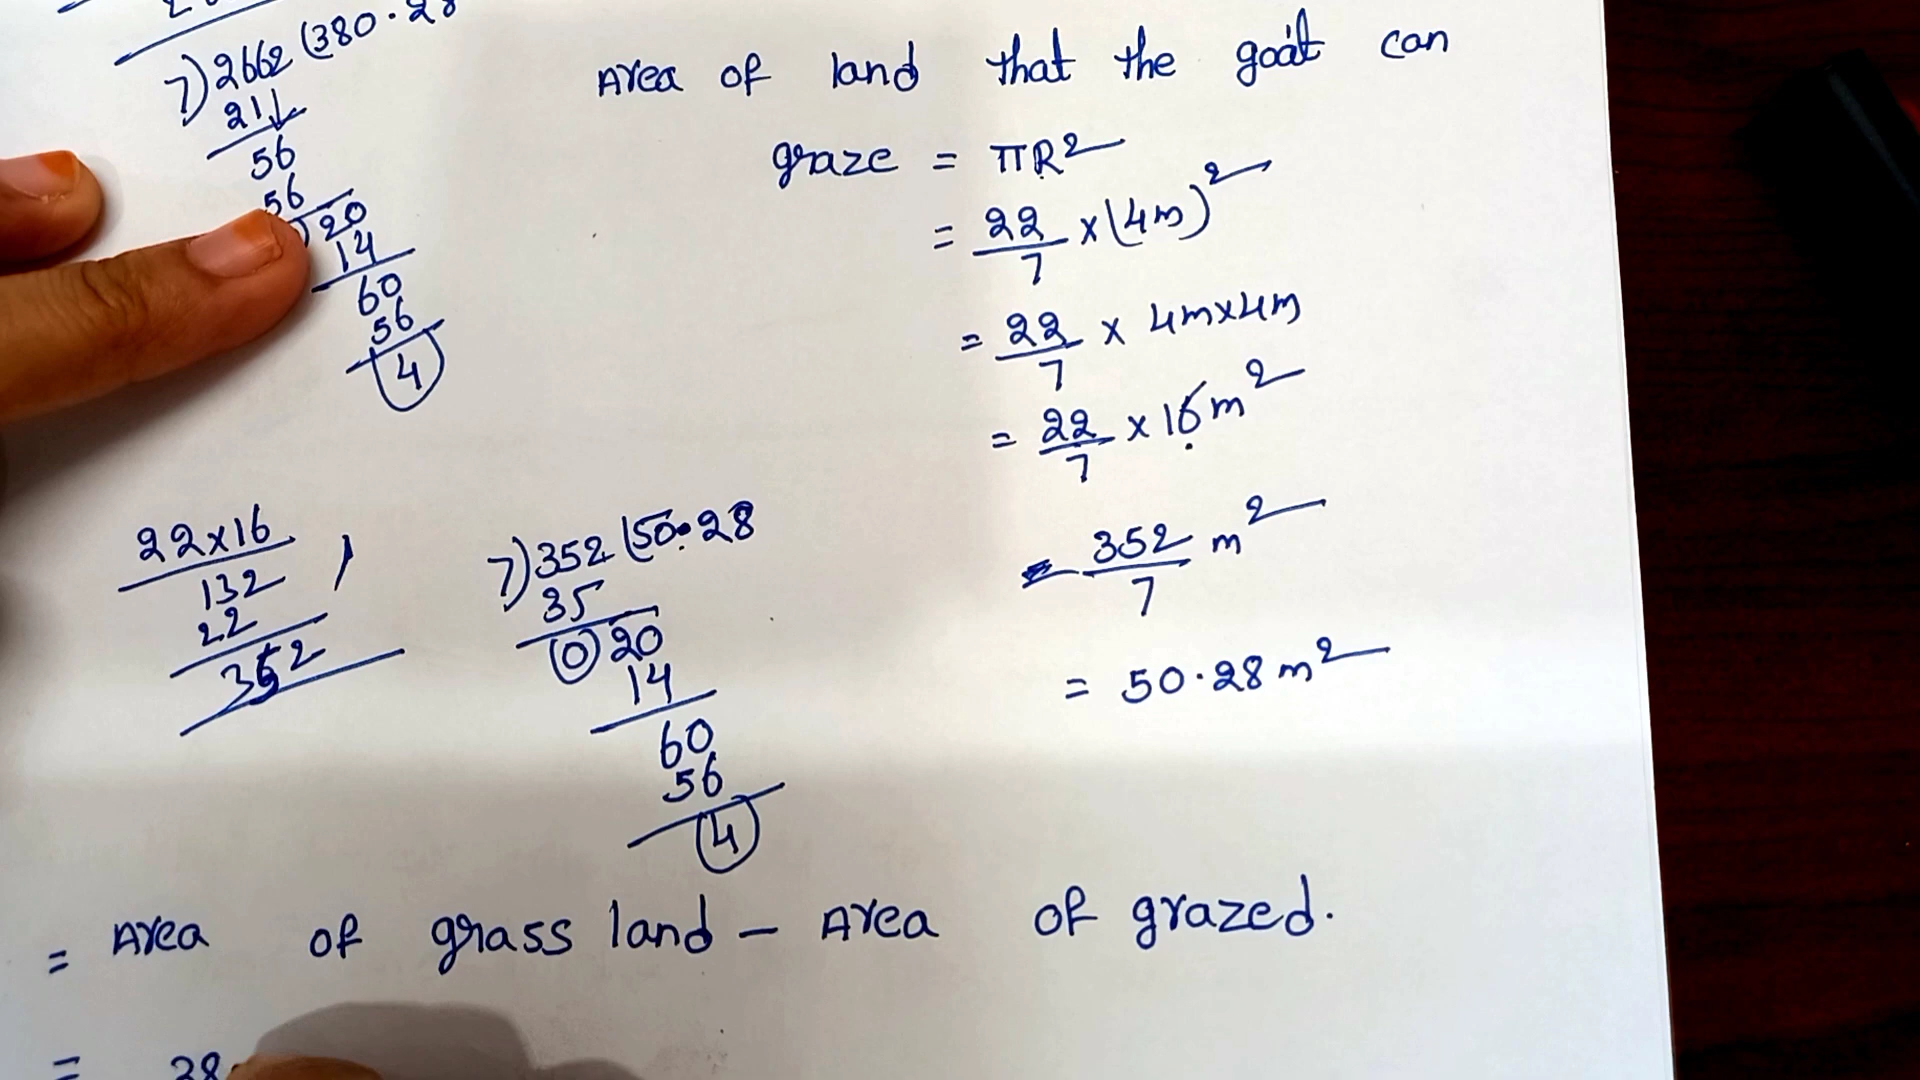 7)2662(380.28
21↓
56
56
20
14
60
56
4
Area of land that the goat can
graze = πR²
= 22/7 × (4m)²
= 22/7 × 4m×4m
= 22/7 × 16m²
= 352/7 m²
= 50.28 m²
22×16
132
22
352
7)352(50.28
35
0 20
14
60
56
4
= Area of grass land - Area of grazed.
= 38